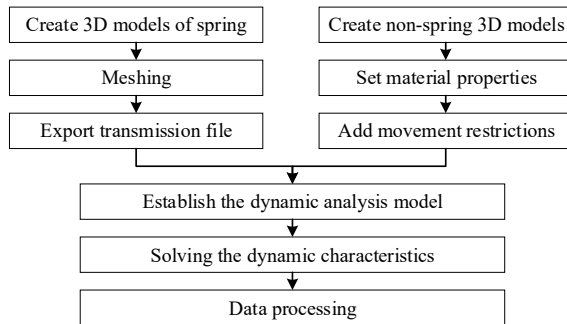 Create 3D models of spring
Meshing
Export transmission file
Create non-spring 3D models
Set material properties
Add movement restrictions
Establish the dynamic analysis model
Solving the dynamic characteristics
Data processing